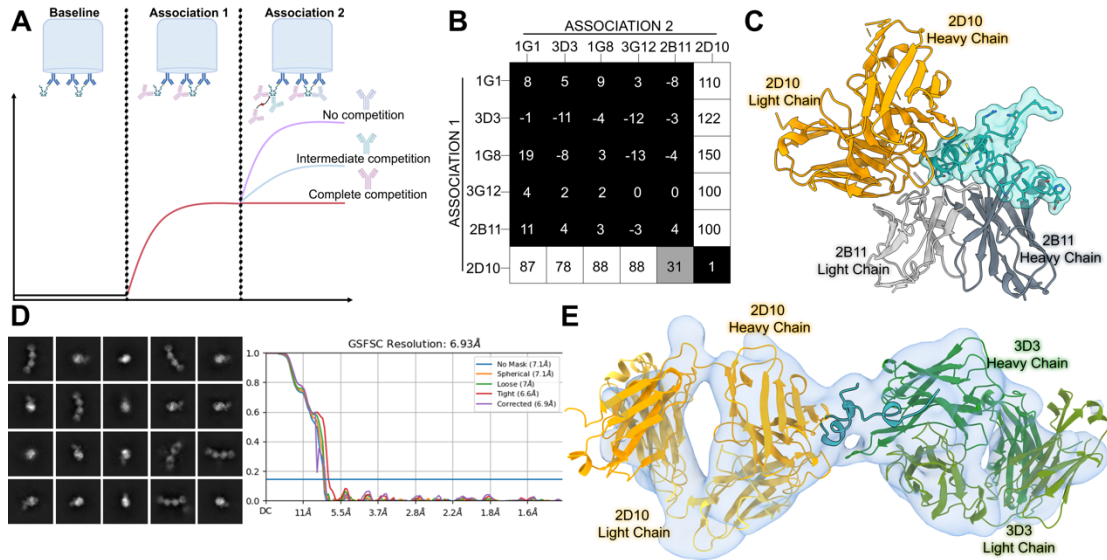 A
Baseline
Association 1
Association 2
No competition
Intermediate competition
Complete competition
B
ASSOCIATION 2
1G1 3D3 1G8 3G12 2B11 2D10
ASSOCIATION 1
1G1 8 5 9 3 -8 110
3D3 -1 -11 -4 -12 -3 122
1G8 19 -8 3 -13 -4 150
3G12 4 2 2 0 0 100
2B11 11 4 3 -3 4 100
2D10 87 78 88 88 31 1
C
2D10
Heavy Chain
2D10
Light Chain
2B11
Light Chain
2B11
Heavy Chain
D
GSFSC Resolution: 6.93Å
No Mask (7.1Å)
Spherical (7.1Å)
Loose (7Å)
Tight (6.6Å)
Corrected (6.9Å)
1.0
0.8
0.6
0.4
0.2
0.0
DC 11Å 5.5Å 3.7Å 2.8Å 2.2Å 1.8Å 1.6Å
E
2D10
Heavy Chain
3D3
Heavy Chain
2D10
Light Chain
3D3
Light Chain